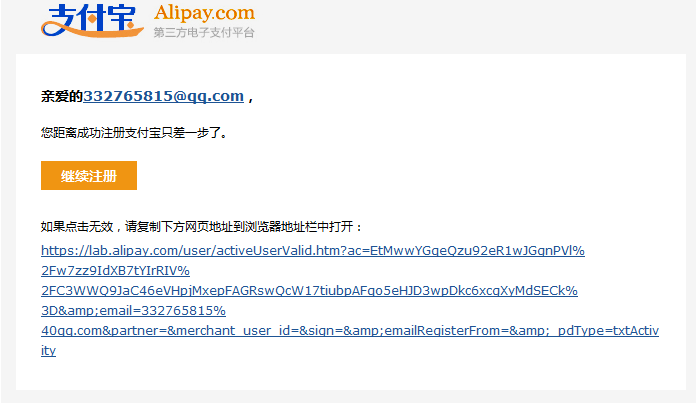 支付宝 Alipay.com
第三方电子支付平台
亲爱的332765815@qq.com，
您距离成功注册支付宝只差一步了。
继续注册
如果点击无效，请复制下方网页地址到浏览器地址栏中打开：
https://lab.alipay.com/user/activeUserValid.htm?ac=EtMwwYGqeQzu92eR1wJGqnPVl%
2Fw7zz9IdXB7tYIrRIV%
2FC3WWQ9JaC46eVHpjMxepFAGRswQcW17tiubpAFqo5eHJD3wpDkc6xcqXyMdSECk%
3D&amp;email=332765815%
40qq.com&partner=&merchant_user_id=&sign=&amp;emailRegisterFrom=&amp;_pdType=txtActiv
ity